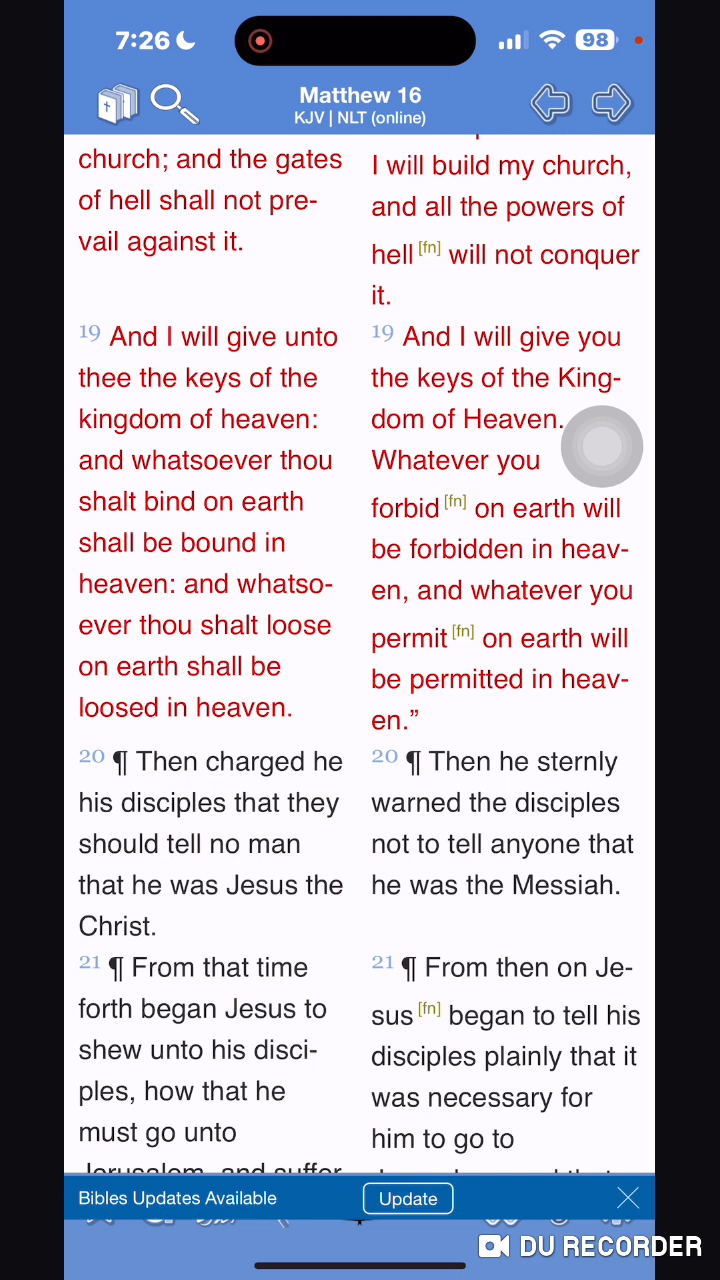 7:26
98
Matthew 16
KJV | NLT (online)
church; and the gates
of hell shall not pre-
vail against it.
19 And I will give unto
thee the keys of the
kingdom of heaven:
and whatsoever thou
shalt bind on earth
shall be bound in
heaven: and whatso-
ever thou shalt loose
on earth shall be
loosed in heaven.
20 ¶ Then charged he
his disciples that they
should tell no man
that he was Jesus the
Christ.
21 ¶ From that time
forth began Jesus to
shew unto his disci-
ples, how that he
must go unto
Jerusalem, and suffer
I will build my church,
and all the powers of
hell [fn] will not conquer
it.
19 And I will give you
the keys of the King-
dom of Heaven.
Whatever you
forbid [fn] on earth will
be forbidden in heav-
en, and whatever you
permit [fn] on earth will
be permitted in heav-
en.”
20 ¶ Then he sternly
warned the disciples
not to tell anyone that
he was the Messiah.
21 ¶ From then on Je-
sus [fn] began to tell his
disciples plainly that it
was necessary for
him to go to
Bibles Updates Available
Update
DU RECORDER